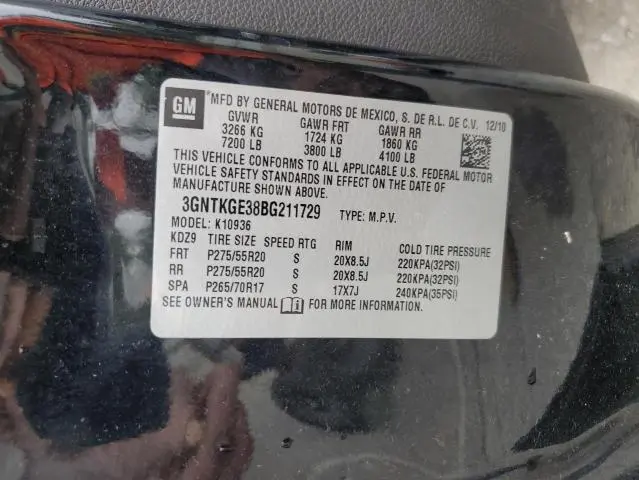 GM *MFD BY GENERAL MOTORS DE MEXICO, S. DE R.L. DE C.V. 12/10
GVWR GAWR FRT GAWR RR
3266 KG 1724 KG 1860 KG
7200 LB 3800 LB 4100 LB
THIS VEHICLE CONFORMS TO ALL APPLICABLE U.S. FEDERAL MOTOR
VEHICLE SAFETY STANDARDS IN EFFECT ON THE DATE OF
MANUFACTURE SHOWN ABOVE.
3GNTKGE38BG211729 TYPE: M.P.V.
MODEL: K10936
KDZ9 TIRE SIZE SPEED RTG RIM COLD TIRE PRESSURE
FRT P275/55R20 S 20X8.5J 220KPA(32PSI)
RR P275/55R20 S 20X8.5J 220KPA(32PSI)
SPA P265/70R17 S 17X7J 240KPA(35PSI)
SEE OWNER'S MANUAL FOR MORE INFORMATION.